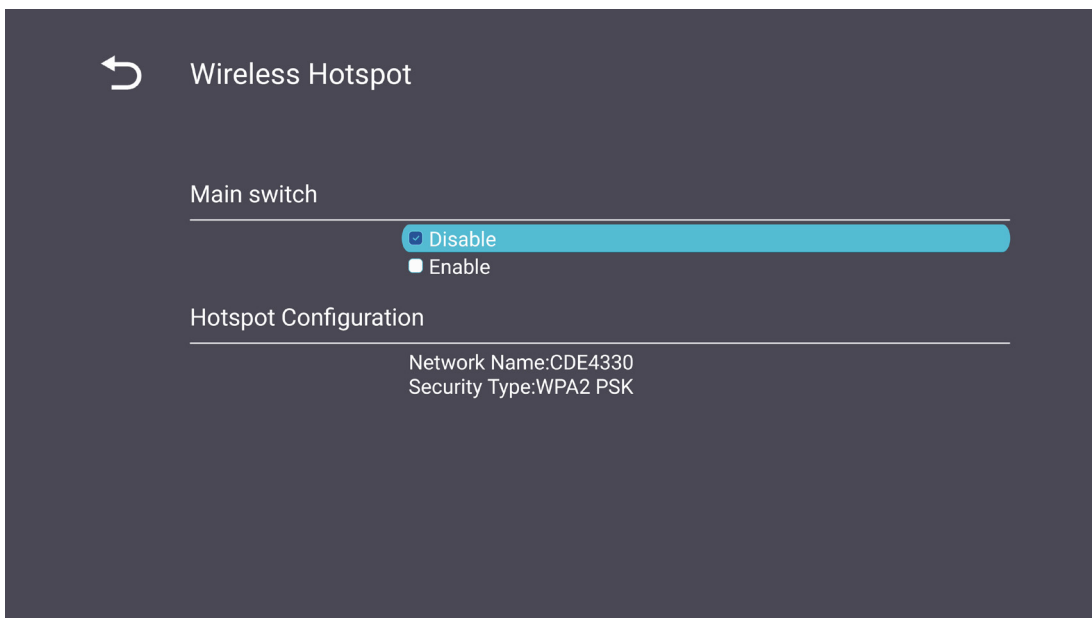 Wireless Hotspot
Main switch
Disable
Enable
Hotspot Configuration
Network Name:CDE4330
Security Type:WPA2 PSK